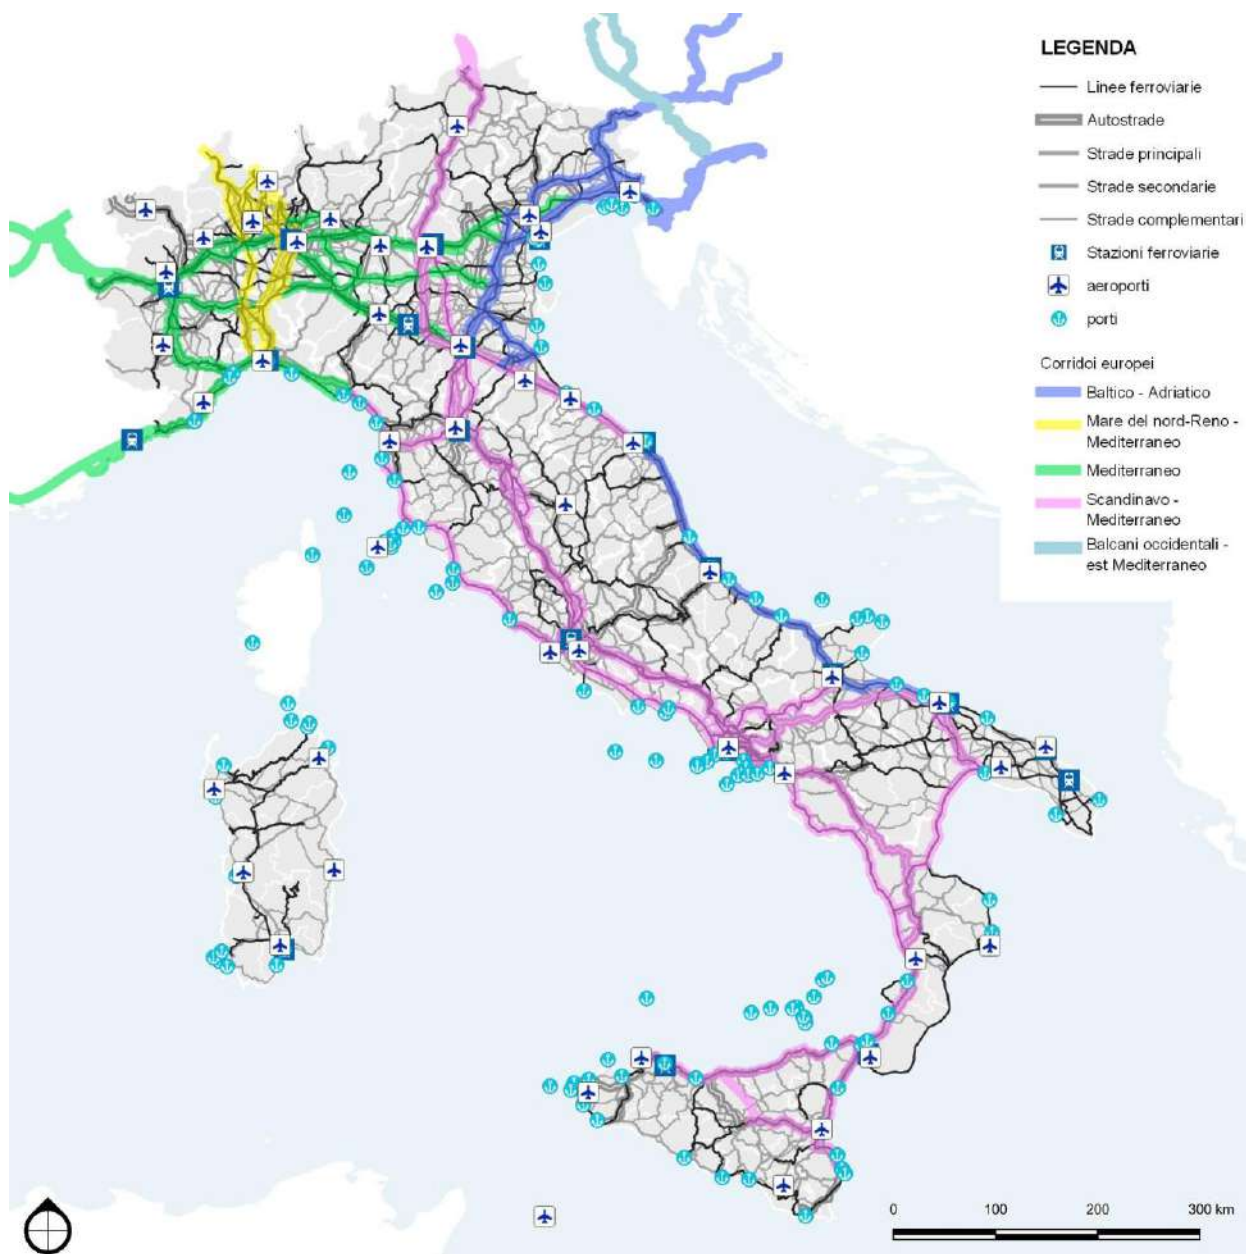 LEGENDA
Linee ferroviarie
Autostrade
Strade principali
Strade secondarie
Strade complementari
Stazioni ferroviarie
aeroporti
porti
Corridoi europei
Baltico - Adriatico
Mare del nord-Reno -
Mediterraneo
Mediterraneo
Scandinavo -
Mediterraneo
Balcani occidentali -
est Mediterraneo
0 100 200 300 km